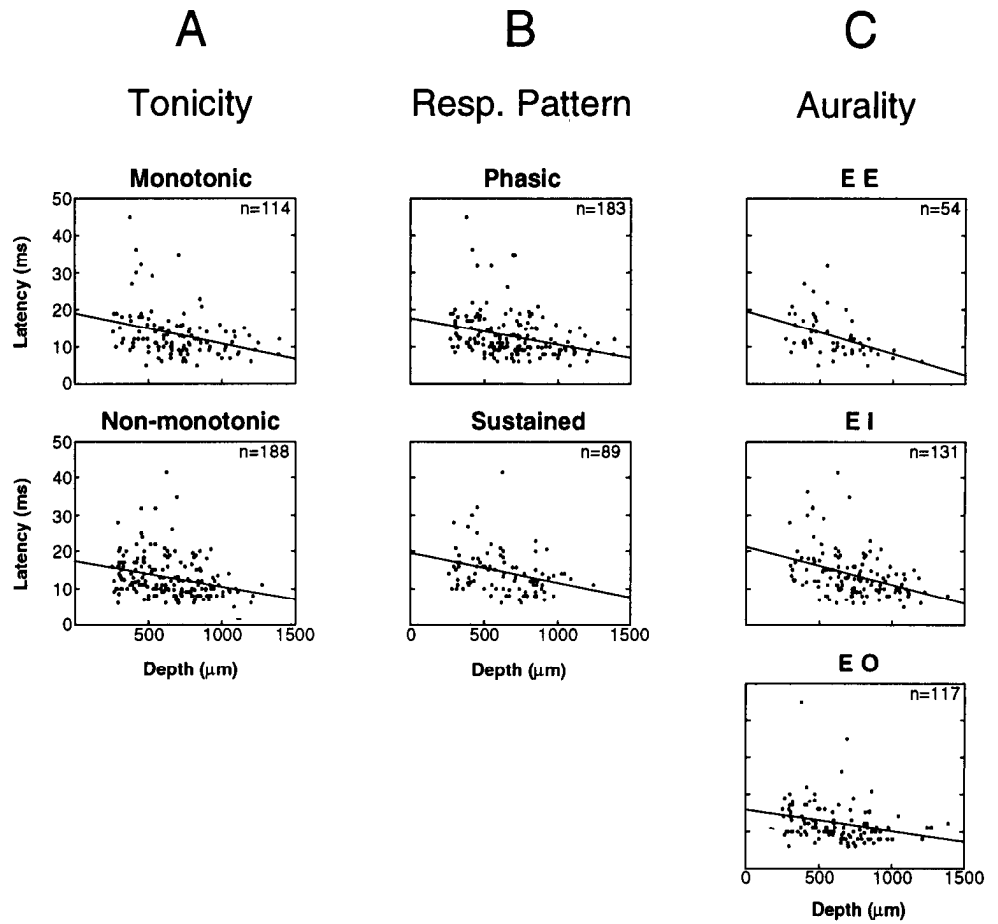 A
B
C
Tonicity
Resp. Pattern
Aurality
Monotonic
Phasic
E E
50
40
30
20
10
0
Latency (ms)
n=114
n=183
n=54
Non-monotonic
Sustained
E I
50
40
30
20
10
0
Latency (ms)
n=188
n=89
n=131
500
1000
1500
Depth (μm)
0
500
1000
1500
Depth (μm)
E O
n=117
0
500
1000
1500
Depth (μm)